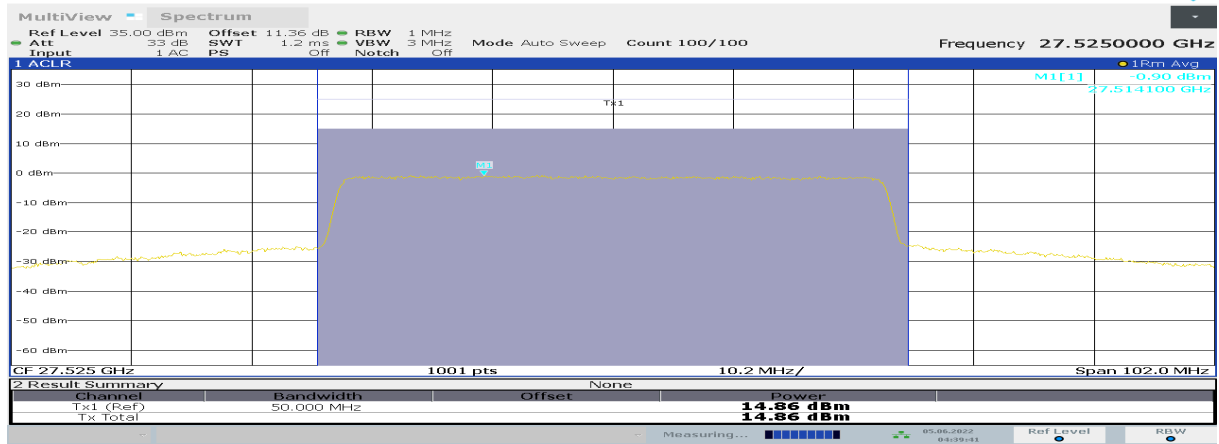 MultiView Spectrum
Ref Level 35.00 dBm Offset 11.36 dB RBW 1 MHz
Att 33 dB SWT 1.2 ms VBW 3 MHz Mode Auto Sweep Count 100/100 Frequency 27.5250000 GHz
Input 1 AC PS Off Notch Off
1 ACLR 1Rm Avg
M1[1] -0.90 dBm
27.514100 GHz
30 dBm
Tx1
20 dBm
10 dBm
M1
0 dBm
-10 dBm
-20 dBm
-30 dBm
-40 dBm
-50 dBm
-60 dBm
CF 27.525 GHz 1001 pts 10.2 MHz/ Span 102.0 MHz
2 Result Summary None
Channel Bandwidth Offset Power
Tx1 (Ref) 50.000 MHz 14.86 dBm
Tx Total 14.86 dBm
Measuring... 05.06.2022 Ref Level RBW
04:39:41